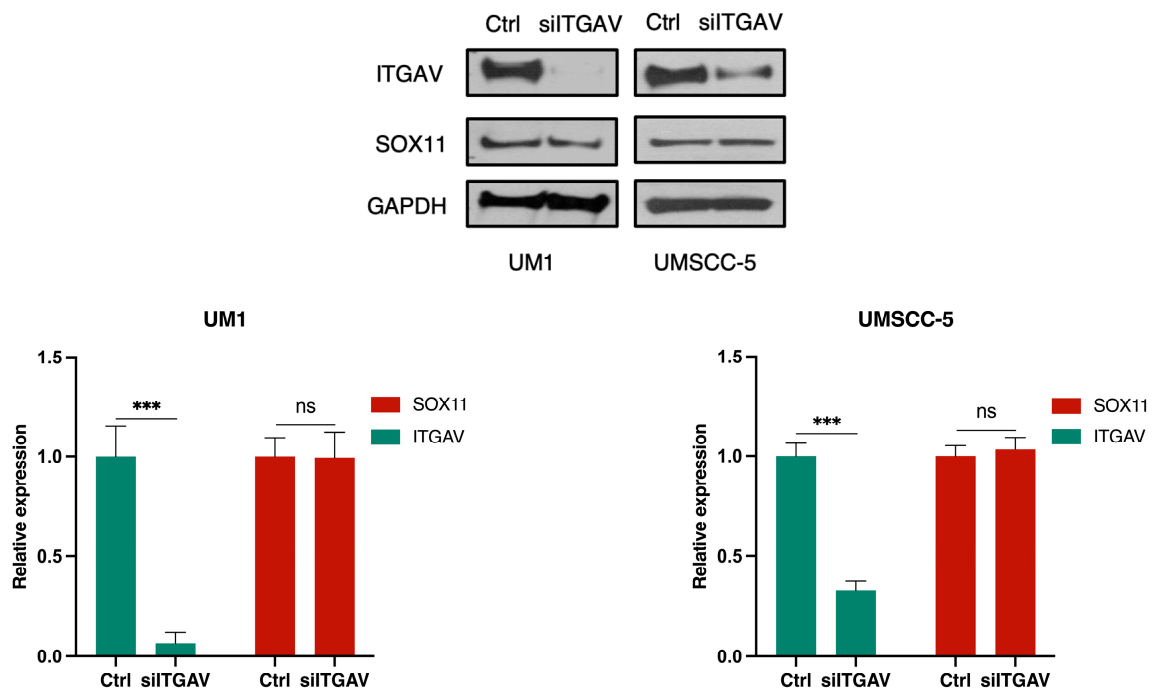 Ctrl siITGAV Ctrl siITGAV
ITGAV
SOX11
GAPDH
UM1 UMSCC-5
UM1
1.5
1.0
0.5
0.0
Relative expression
***
ns
SOX11
ITGAV
Ctrl siITGAV Ctrl siITGAV
UMSCC-5
1.5
1.0
0.5
0.0
Relative expression
***
ns
SOX11
ITGAV
Ctrl siITGAV Ctrl siITGAV